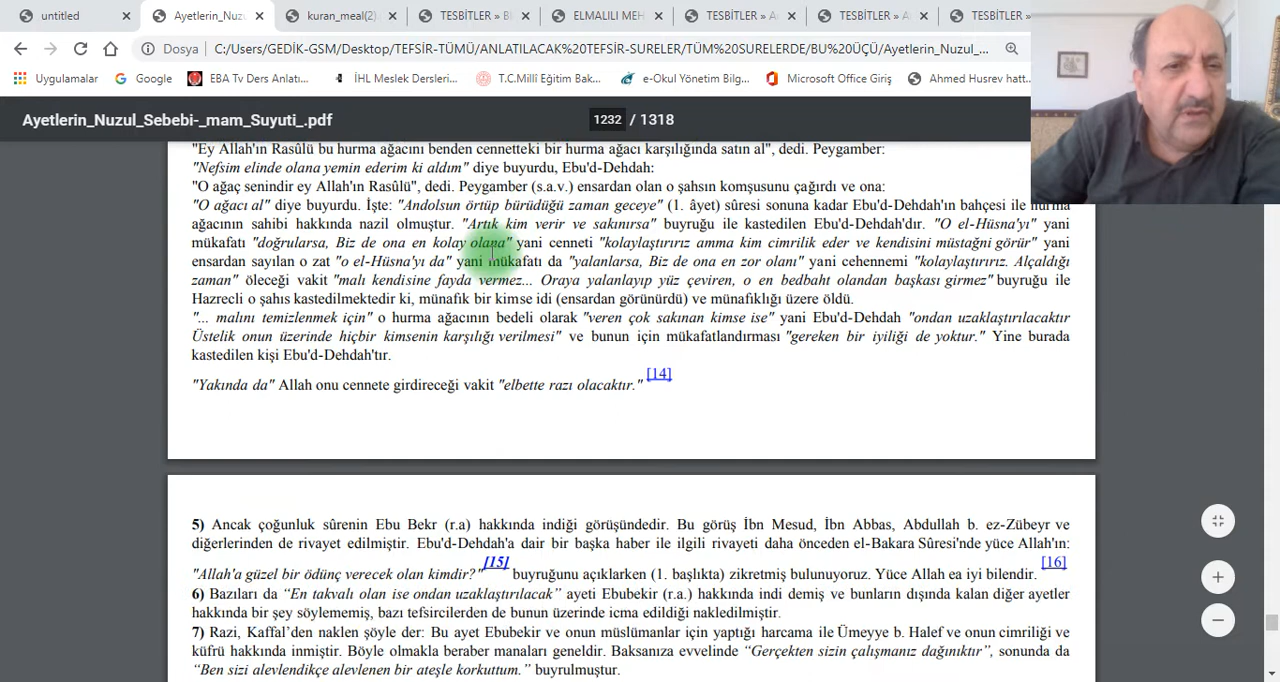 untitled
Ayetlerin_Nuzu
kuran_meal(2)
TESBİTLER » B
ELMALILI MEH
TESBİTLER » A
TESBİTLER » A
TESBİTLER »
Dosya | C:/Users/GEDİK-GSM/Desktop/TEFSİR-TÜMÜ/ANLATILACAK%20TEFSİR-SURELER/TÜM%20SURELERDE/BU%20ÜÇÜ/Ayetlerin_Nuzul_...
Uygulamalar
Google
EBA Tv Ders Anlatı...
İHL Meslek Dersleri...
T.C.Millî Eğitim Bak...
e-Okul Yönetim Bilg...
Microsoft Office Giriş
Ahmed Husrev hatt...
Ayetlerin_Nuzul_Sebebi-_mam_Suyuti_.pdf
1232 / 1318
"Ey Allah'ın Rasûlü bu hurma ağacını benden cennetteki bir hurma ağacı karşılığında satın al", dedi. Peygamber:
"Nefsim elinde olana yemin ederim ki aldım" diye buyurdu, Ebu'd-Dehdah:
"O ağaç senindir ey Allah'ın Rasûlü", dedi. Peygamber (s.a.v.) ensardan olan o şahsın komşusunu çağırdı ve ona:
"O ağacı al" diye buyurdu. İşte: "Andolsun örtüp bürüdüğü zaman geceye" (1. âyet) sûresi sonuna kadar Ebu'd-Dehdah'ın bahçesi ile hurma
ağacının sahibi hakkında nazil olmuştur. "Artık kim verir ve sakınırsa" buyruğu ile kastedilen Ebu'd-Dehdah'dır. "O el-Hüsna'yı" yani
mükafatı "doğrularsa, Biz de ona en kolay olana" yani cenneti "kolaylaştırırız amma kim cimrilik eder ve kendisini müstağni görür" yani
ensardan sayılan o zat "o el-Hüsna'yı da" yani mükafatı da "yalanlarsa, Biz de ona en zor olanı" yani cehennemi "kolaylaştırırız. Alçaldığı
zaman" öleceği vakit "malı kendisine fayda vermez... Oraya yalanlayıp yüz çeviren, o en bedbaht olandan başkası girmez" buyruğu ile
Hazreçli o şahıs kastedilmektedir ki, münafık bir kimse idi (ensardan görünürdü) ve münafıklığı üzere öldü.
"... malını temizlenmek için" o hurma ağacının bedeli olarak "veren çok sakınan kimse ise" yani Ebu'd-Dehdah "ondan uzaklaştırılacaktır
Üstelik onun üzerinde hiçbir kimsenin karşılığı verilmesi" ve bunun için mükafatlandırması "gereken bir iyiliği de yoktur." Yine burada
kastedilen kişi Ebu'd-Dehdah'tır.
"Yakında da" Allah onu cennete girdireceği vakit "elbette razı olacaktır." [14]
5) Ancak çoğunluk sûrenin Ebu Bekr (r.a) hakkında indiği görüşündedir. Bu görüş İbn Mesud, İbn Abbas, Abdullah b. ez-Zübeyr ve
diğerlerinden de rivayet edilmiştir. Ebu'd-Dehdah'a dair bir başka haber ile ilgili rivayeti daha önceden el-Bakara Sûresi'nde yüce Allah'ın:
"Allah'a güzel bir ödünç verecek olan kimdir?" [15] buyruğunu açıklarken (1. başlıkta) zikretmiş bulunuyoruz. Yüce Allah ea iyi bilendir. [16]
6) Bazıları da “En takvalı olan ise ondan uzaklaştırılacak” ayeti Ebubekir (r.a.) hakkında indi demiş ve bunların dışında kalan diğer ayetler
hakkında bir şey söylememiş, bazı tefsircilerden de bunun üzerinde icma edildiği nakledilmiştir.
7) Razi, Kaffal’den naklen şöyle der: Bu ayet Ebubekir ve onun müslümanlar için yaptığı harcama ile Ümeyye b. Halef ve onun cimriliği ve
küfrü hakkında inmiştir. Böyle olmakla beraber manaları geneldir. Baksanıza evvelinde “Gerçekten sizin çalışmanız dağınıktır”, sonunda da
“Ben sizi alevlendikçe alevlenen bir ateşle korkuttum.” buyrulmuştur.